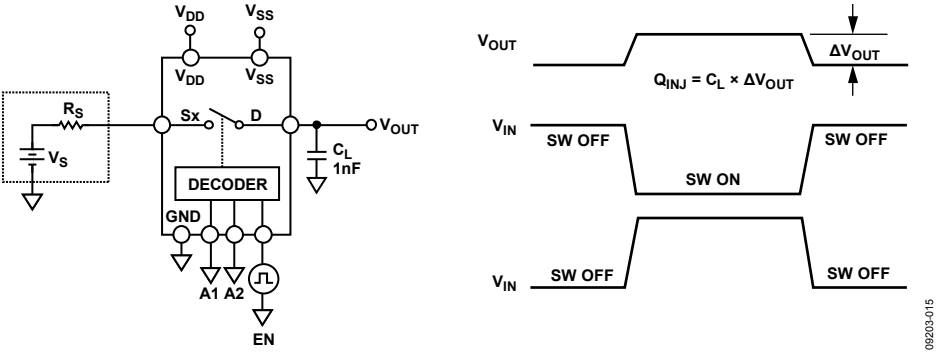 VDD
VSS
VDD
VSS
RS
Sx
D
VOUT
VS
CL
1nF
DECODER
GND
A1 A2
EN
VOUT
ΔVOUT
QINJ = CL × ΔVOUT
VIN
SW OFF
SW OFF
SW ON
VIN
SW OFF
SW OFF
09203-015